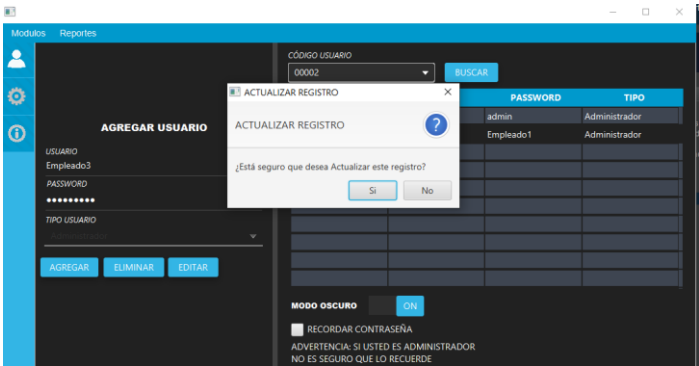 Modulos Reportes
CÓDIGO USUARIO
00002 BUSCAR
PASSWORD TIPO
admin Administrador
Empleado1 Administrador
AGREGAR USUARIO
USUARIO
Empleado3
PASSWORD
•••••••••
TIPO USUARIO
Administrador
AGREGAR ELIMINAR EDITAR
ACTUALIZAR REGISTRO
ACTUALIZAR REGISTRO
¿Está seguro que desea Actualizar este registro?
Si No
MODO OSCURO ON
RECORDAR CONTRASEÑA
ADVERTENCIA: SI USTED ES ADMINISTRADOR
NO ES SEGURO QUE LO RECUERDE